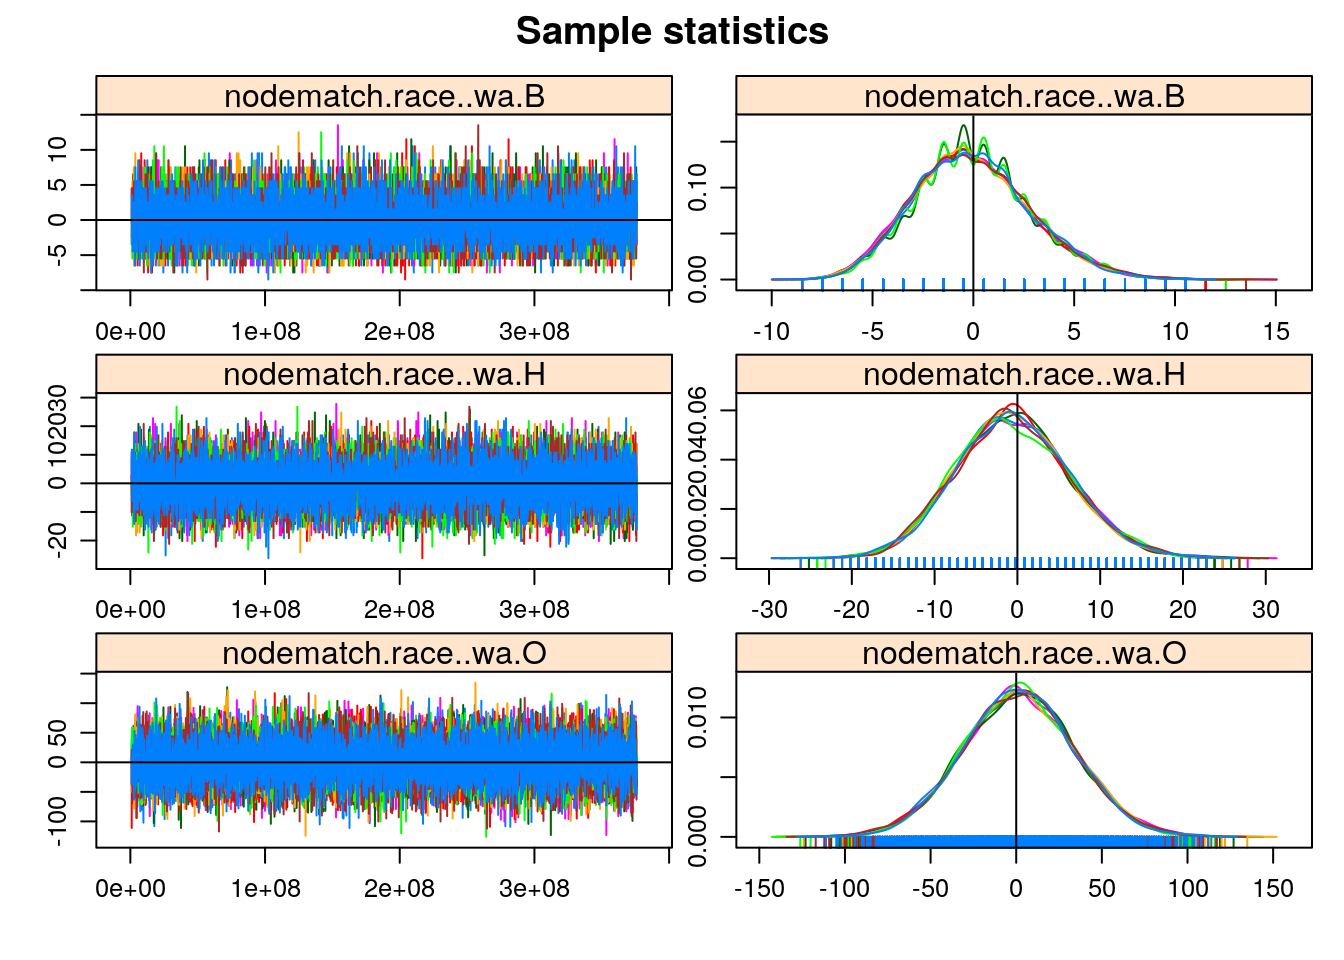 Sample statistics
nodematch.race..wa.B
nodematch.race..wa.B
10
5
0
-5
0e+00 1e+08 2e+08 3e+08
0.10
0.00
-10 -5 0 5 10 15
nodematch.race..wa.H
nodematch.race..wa.H
102030
0
-20
0e+00 1e+08 2e+08 3e+08
0.000.020.040.06
-30 -20 -10 0 10 20 30
nodematch.race..wa.O
nodematch.race..wa.O
0 50
-100
0e+00 1e+08 2e+08 3e+08
0.010
0.000
-150 -100 -50 0 50 100 150